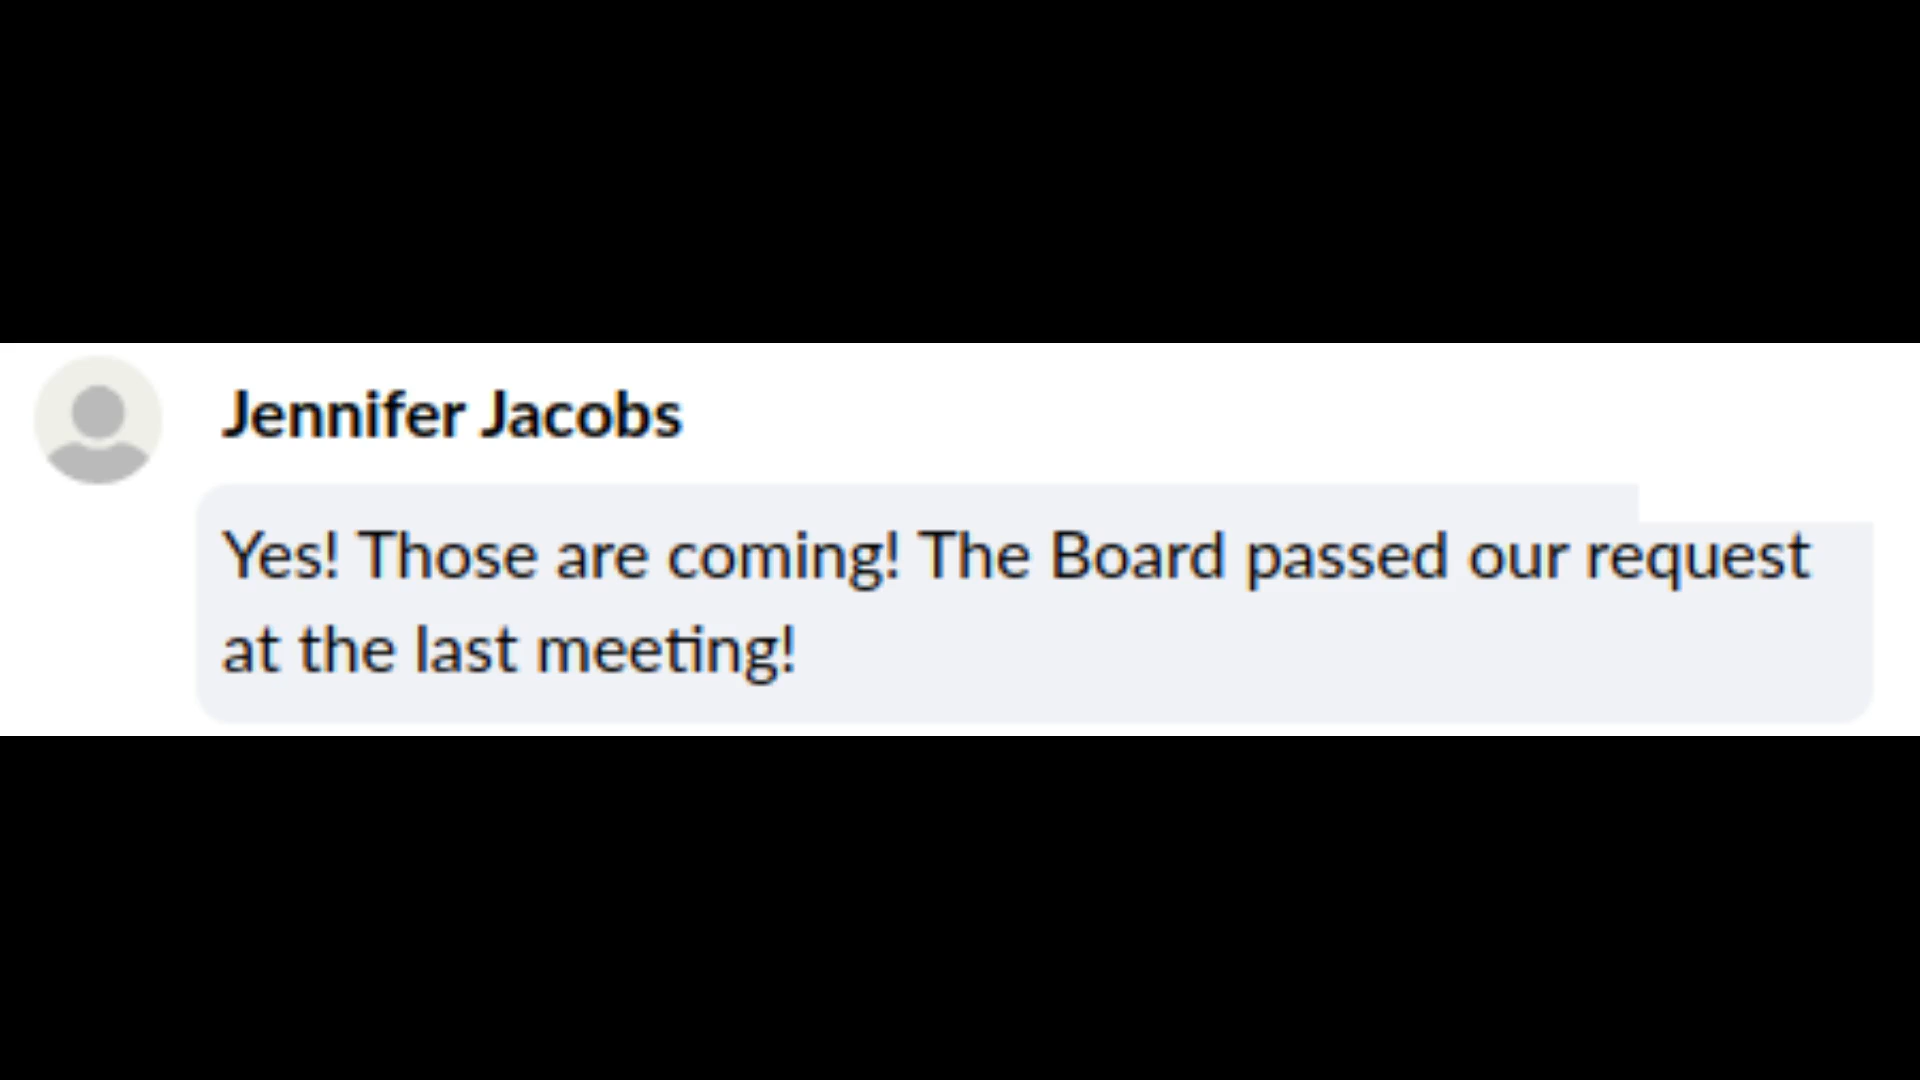 Jennifer Jacobs
Yes! Those are coming! The Board passed our request
at the last meeting!